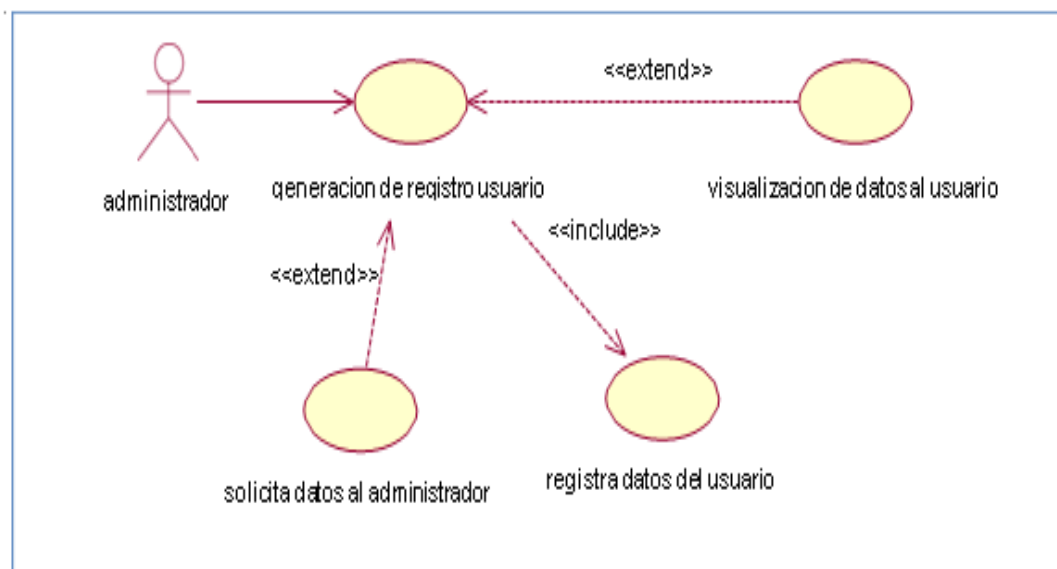 <<extend>>
administrador
generacion de registro usuario
visualizacion de datos al usuario
<<include>>
<<extend>>
solicita datos al administrador
registra datos del usuario